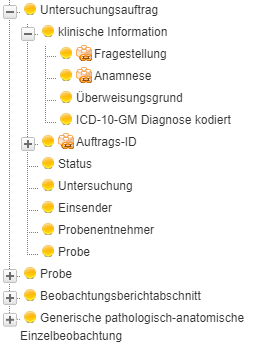 Untersuchungsauftrag
klinische Information
Fragestellung
Anamnese
Überweisungsgrund
ICD-10-GM Diagnose kodiert
Auftrags-ID
Status
Untersuchung
Einsender
Probenentnehmer
Probe
Probe
Beobachtungsberichtabschnitt
Generische pathologisch-anatomische
Einzelbeobachtung